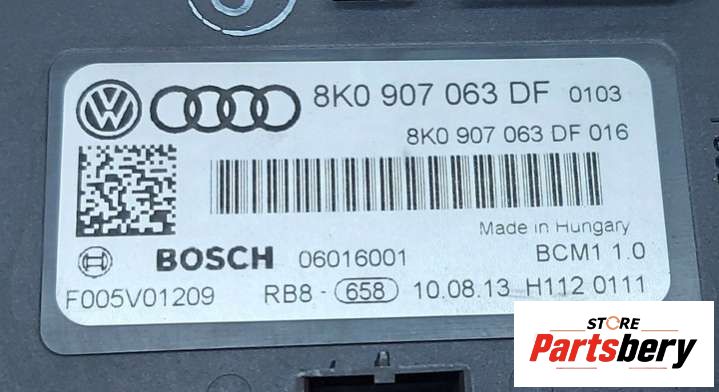 8K0 907 063 DF 0103
8K0 907 063 DF 016
Made in Hungary
BOSCH 06016001 BCM1 1.0
F005V01209 RB8 - 658 10.08.13 H112 0111
STORE
Partsbery